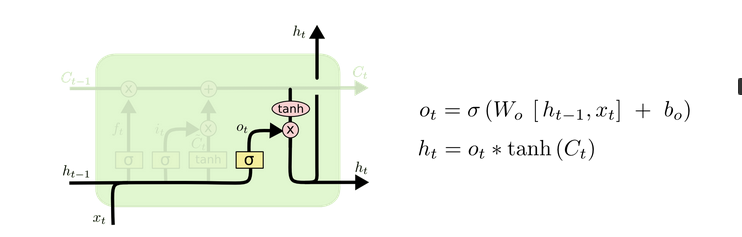 h_t
C_{t-1} C_t
x +
tanh
f_t i_t o_t x x
C̃_t
σ σ tanh σ
h_{t-1} h_t
x_t
o_t = σ (W_o [h_{t-1}, x_t] + b_o)
h_t = o_t * tanh (C_t)